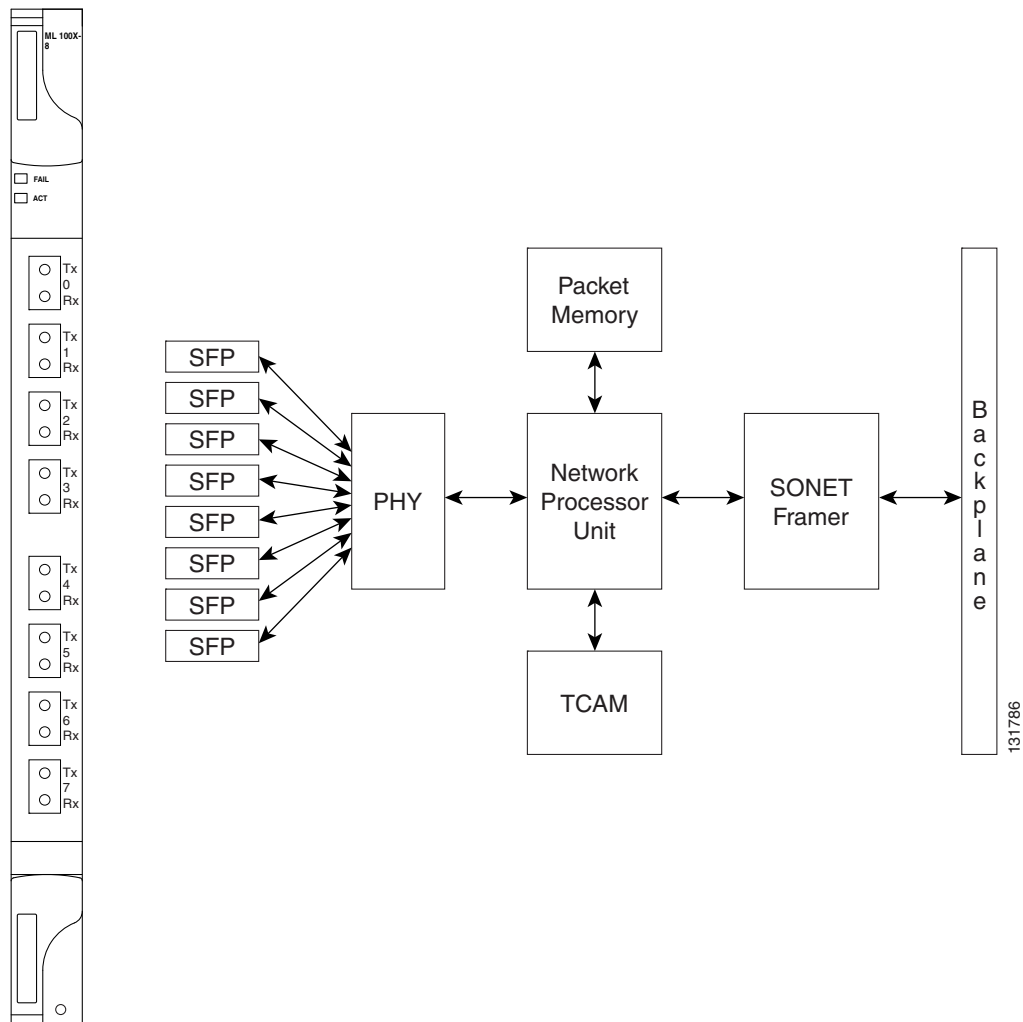 ML 100X-
8
FAIL
ACT
Tx
0
Rx
Tx
1
Rx
Tx
2
Rx
Tx
3
Rx
Tx
4
Rx
Tx
5
Rx
Tx
6
Rx
Tx
7
Rx
SFP
SFP
SFP
SFP
SFP
SFP
SFP
SFP
PHY
Packet
Memory
Network
Processor
Unit
TCAM
SONET
Framer
Backplane
131786